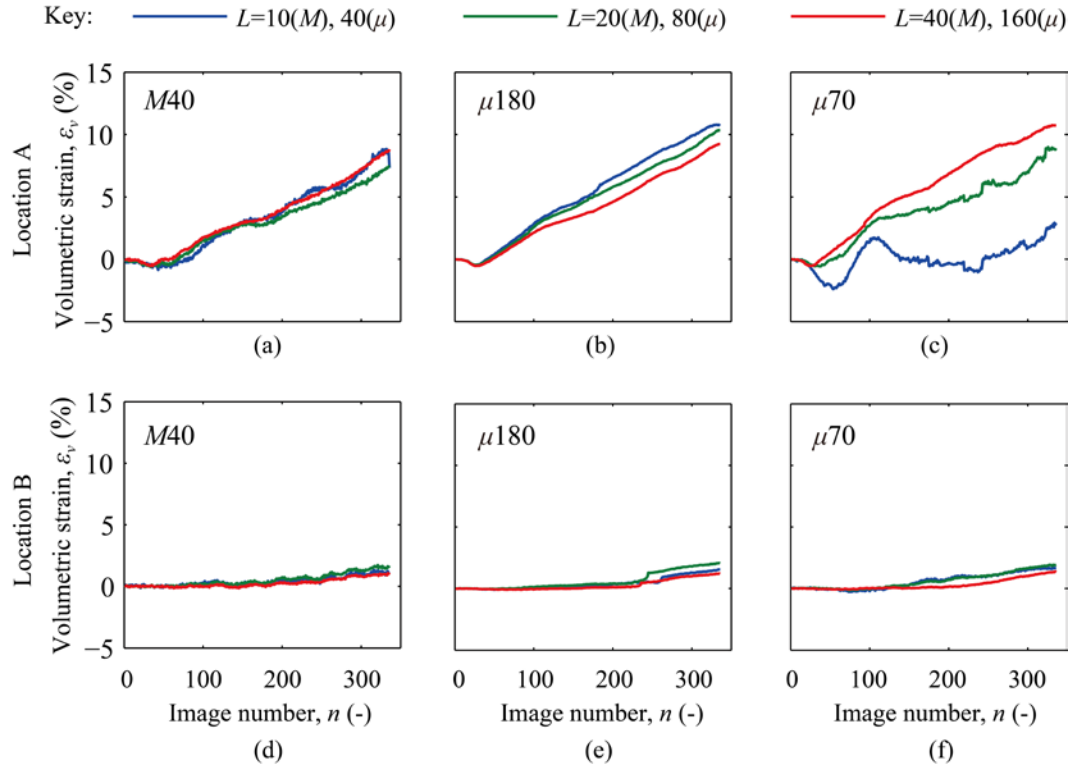 Key: L=10(M), 40(μ) L=20(M), 80(μ) L=40(M), 160(μ)
Location A
Volumetric strain, εᵥ (%)
15
10
5
0
−5
M40
μ180
μ70
(a) (b) (c)
Location B
Volumetric strain, εᵥ (%)
15
10
5
0
−5
M40
μ180
μ70
0 100 200 300 0 100 200 300 0 100 200 300
Image number, n (-) Image number, n (-) Image number, n (-)
(d) (e) (f)